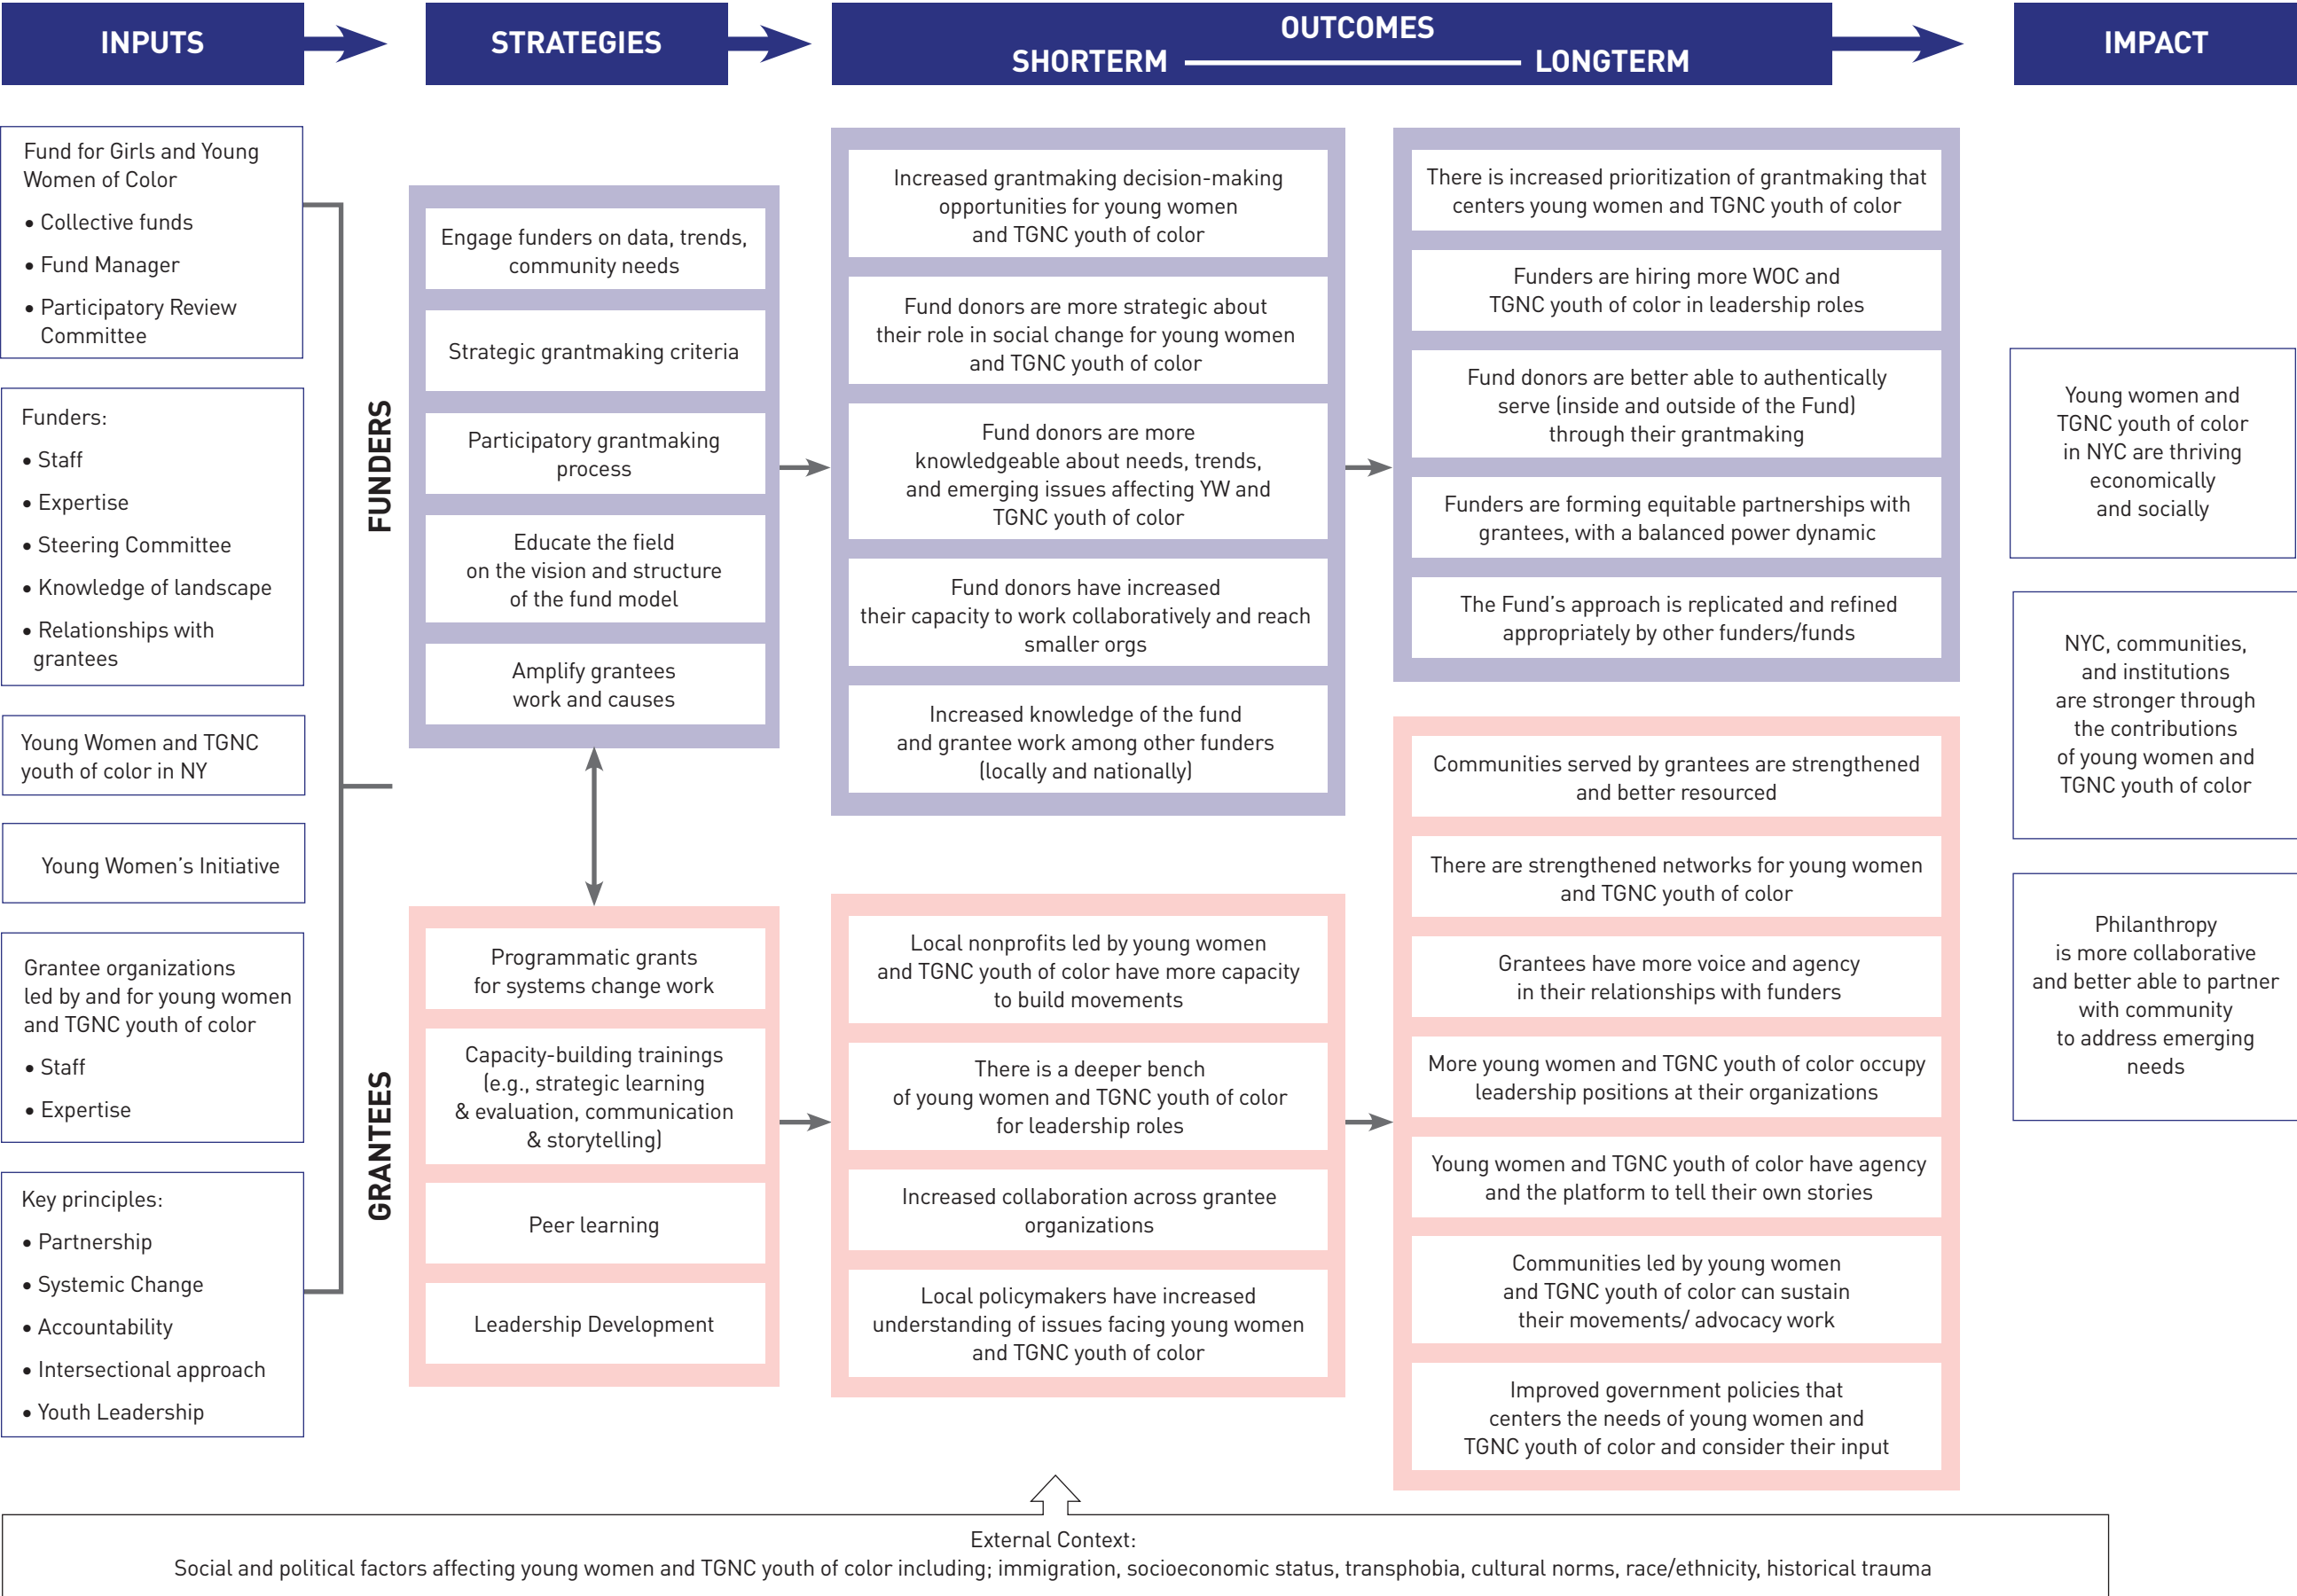 INPUTS
STRATEGIES
OUTCOMES
SHORTERM
LONGTERM
IMPACT
Fund for Girls and Young
Women of Color
• Collective funds
• Fund Manager
• Participatory Review
Committee
Funders:
• Staff
• Expertise
• Steering Committee
• Knowledge of landscape
• Relationships with
grantees
Young Women and TGNC
youth of color in NY
Young Women’s Initiative
Grantee organizations
led by and for young women
and TGNC youth of color
• Staff
• Expertise
Key principles:
• Partnership
• Systemic Change
• Accountability
• Intersectional approach
• Youth Leadership
FUNDERS
Engage funders on data, trends,
community needs
Strategic grantmaking criteria
Participatory grantmaking
process
Educate the field
on the vision and structure
of the fund model
Amplify grantees
work and causes
Increased grantmaking decision-making
opportunities for young women
and TGNC youth of color
Fund donors are more strategic about
their role in social change for young women
and TGNC youth of color
Fund donors are more
knowledgeable about needs, trends,
and emerging issues affecting YW and
TGNC youth of color
Fund donors have increased
their capacity to work collaboratively and reach
smaller orgs
Increased knowledge of the fund
and grantee work among other funders
(locally and nationally)
There is increased prioritization of grantmaking that
centers young women and TGNC youth of color
Funders are hiring more WOC and
TGNC youth of color in leadership roles
Fund donors are better able to authentically
serve (inside and outside of the Fund)
through their grantmaking
Funders are forming equitable partnerships with
grantees, with a balanced power dynamic
The Fund’s approach is replicated and refined
appropriately by other funders/funds
GRANTEES
Programmatic grants
for systems change work
Capacity-building trainings
(e.g., strategic learning
& evaluation, communication
& storytelling)
Peer learning
Leadership Development
Local nonprofits led by young women
and TGNC youth of color have more capacity
to build movements
There is a deeper bench
of young women and TGNC youth of color
for leadership roles
Increased collaboration across grantee
organizations
Local policymakers have increased
understanding of issues facing young women
and TGNC youth of color
Communities served by grantees are strengthened
and better resourced
There are strengthened networks for young women
and TGNC youth of color
Grantees have more voice and agency
in their relationships with funders
More young women and TGNC youth of color occupy
leadership positions at their organizations
Young women and TGNC youth of color have agency
and the platform to tell their own stories
Communities led by young women
and TGNC youth of color can sustain
their movements/ advocacy work
Improved government policies that
centers the needs of young women and
TGNC youth of color and consider their input
Young women and
TGNC youth of color
in NYC are thriving
economically
and socially
NYC, communities,
and institutions
are stronger through
the contributions
of young women and
TGNC youth of color
Philanthropy
is more collaborative
and better able to partner
with community
to address emerging
needs
External Context:
Social and political factors affecting young women and TGNC youth of color including; immigration, socioeconomic status, transphobia, cultural norms, race/ethnicity, historical trauma